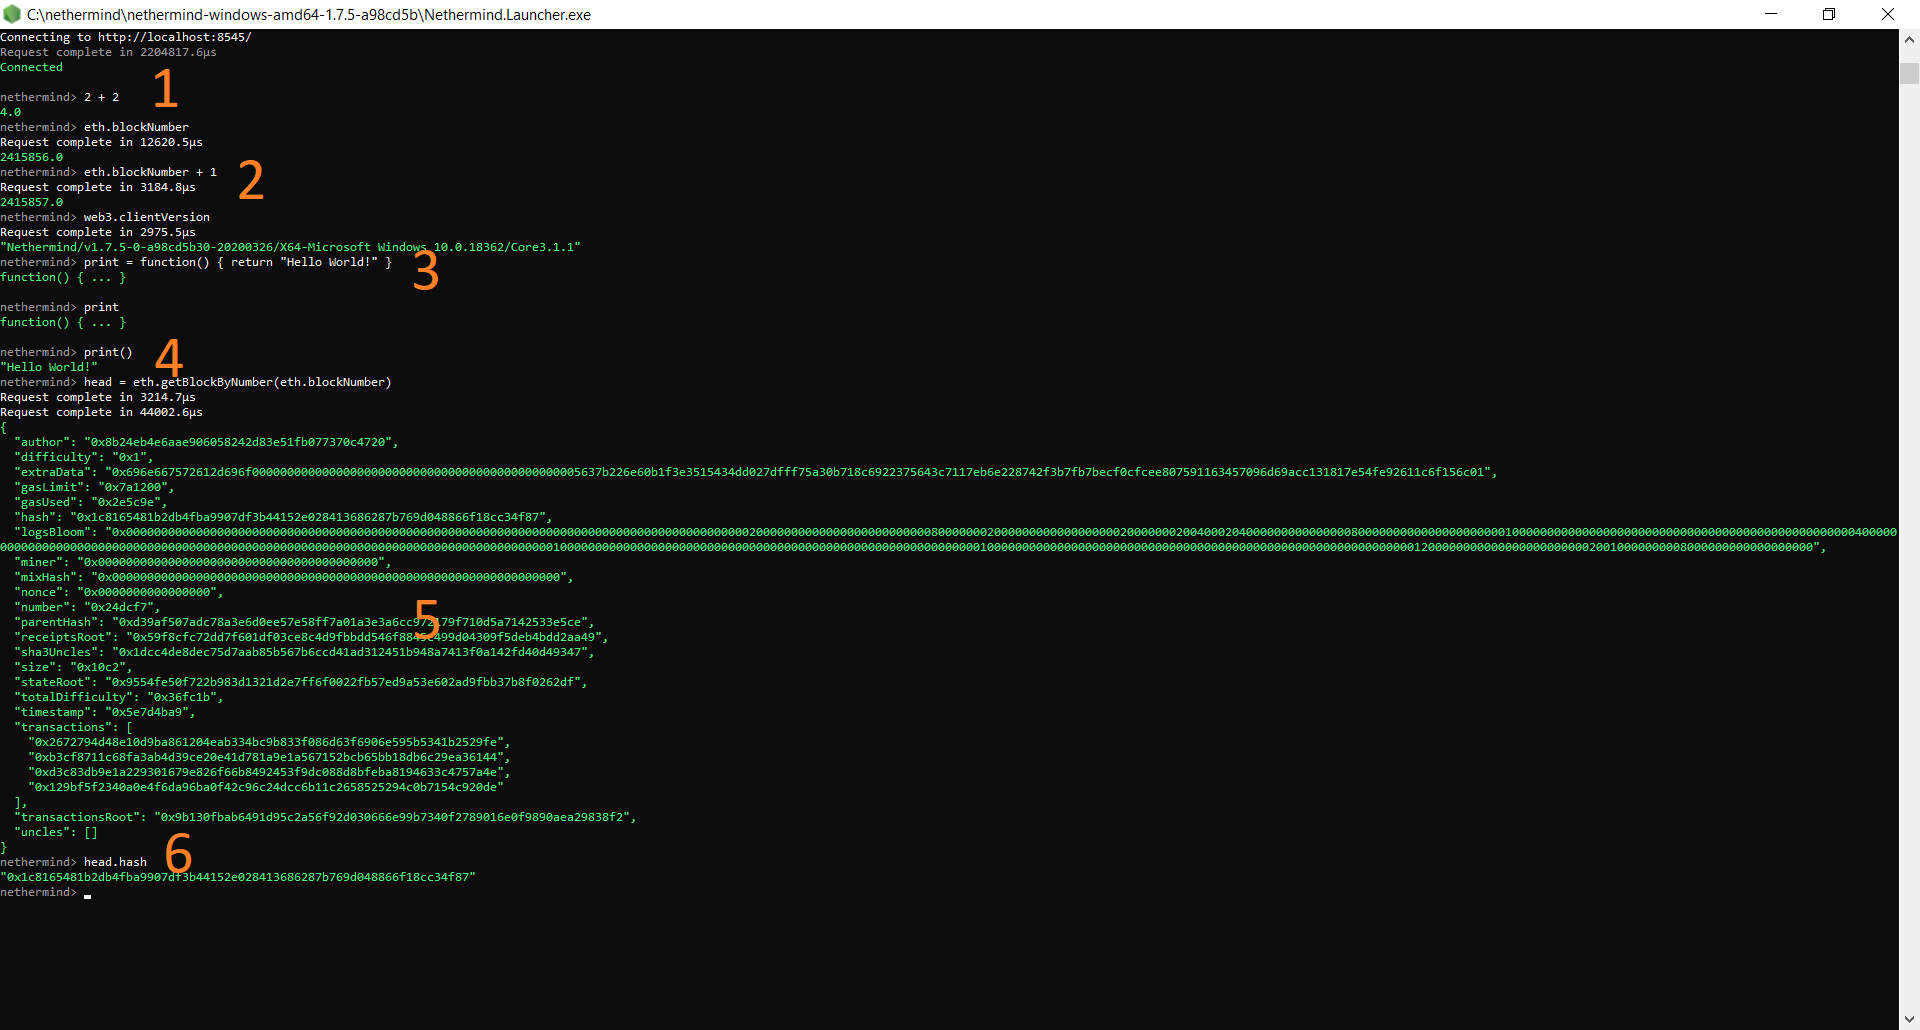 C:\nethermind\nethermind-windows-amd64-1.7.5-a98cd5b\Nethermind.Launcher.exe
Connecting to http://localhost:8545/
Request complete in 2204817.6µs
Connected
1
nethermind> 2 + 2
4.0
nethermind> eth.blockNumber
Request complete in 12620.5µs
2415856.0
nethermind> eth.blockNumber + 1
2
Request complete in 3184.8µs
2415857.0
nethermind> web3.clientVersion
Request complete in 2975.5µs
"Nethermind/v1.7.5-0-a98cd5b30-20200326/X64-Microsoft Windows 10.0.18362/Core3.1.1"
nethermind> print = function() { return "Hello World!" }
3
function() { ... }
nethermind> print
function() { ... }
nethermind> print()
4
"Hello World!"
nethermind> head = eth.getBlockByNumber(eth.blockNumber)
Request complete in 3214.7µs
Request complete in 44002.6µs
{
"author": "0x8b24eb4e6aae906058242d83e51fb077370c4720",
"difficulty": "0x1",
"extraData":
"gasLimit": "0x7a1200",
"gasUsed": "0x2e5c9e",
"hash": "0x1c8165481b2db4fba9907df3b44152e028413686287b769d048866f18cc34f87",
"logsBloom":
"miner": "0x0000000000000000000000000000000000000000",
"mixHash": "0x0000000000000000000000000000000000000000000000000000000000000000",
"nonce": "0x0000000000000000",
"number": "0x24dcf7",
5
"parentHash":
"receiptsRoot":
"sha3Uncles": "0x1dcc4de8dec75d7aab85b567b6ccd41ad312451b948a7413f0a142fd40d49347",
"size": "0x10c2",
"stateRoot": "0x9554fe50f722b983d1321d2e7ff6f0022fb57ed9a53e602ad9fbb37b8f0262df",
"totalDifficulty": "0x36fc1b",
"timestamp": "0x5e7d4ba9",
"transactions": [
"0x2672794d48e10d9ba861204eab334bc9b833f086d63f6906e595b5341b2529fe",
"0xb3cf8711c68fa3ab4d39ce20e41d781a9e1a567152bcb65bb18db6c29ea36144",
"0xd3c83db9e1a229301679e826f66b8492453f9dc088d8bfeba8194633c4757a4e",
"0x129bf5f2340a0e4f6da96ba0f42c96c24dcc6b11c2658525294c0b7154c920de"
],
"transactionsRoot": "0x9b130fbab6491d95c2a56f92d030666e99b7340f2789016e0f9890aea29838f2",
"uncles": []
}
6
nethermind> head.hash
"0x1c8165481b2db4fba9907df3b44152e028413686287b769d048866f18cc34f87"
nethermind>